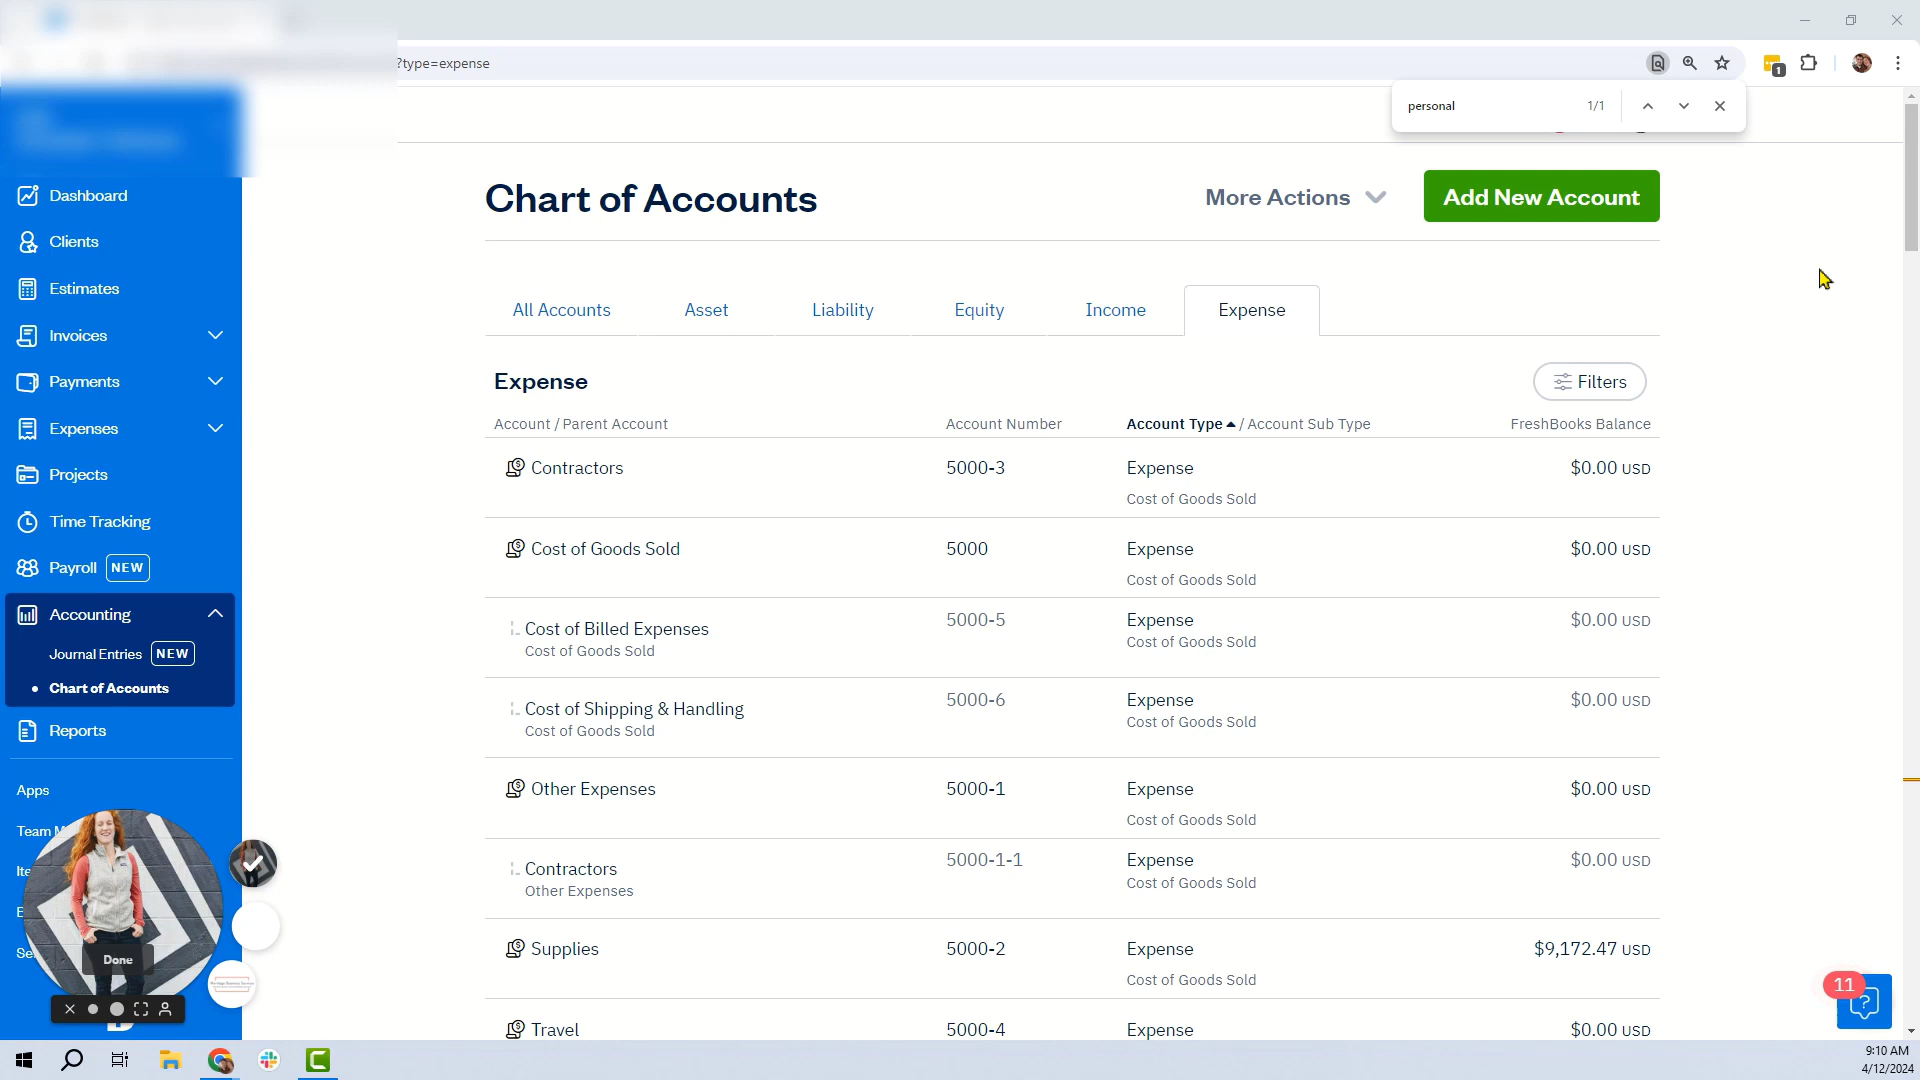 ?type=expense
1
personal
1/1
Chart of Accounts
More Actions
Add New Account
All Accounts
Asset
Liability
Equity
Income
Expense
Expense
Filters
Account / Parent Account
Account Number
Account Type / Account Sub Type
FreshBooks Balance
Contractors
5000-3
Expense
$0.00 USD
Cost of Goods Sold
Cost of Goods Sold
5000
Expense
$0.00 USD
Cost of Goods Sold
Cost of Billed Expenses
5000-5
Expense
$0.00 USD
Cost of Goods Sold
Cost of Goods Sold
Cost of Shipping & Handling
5000-6
Expense
$0.00 USD
Cost of Goods Sold
Cost of Goods Sold
Other Expenses
5000-1
Expense
$0.00 USD
Cost of Goods Sold
Contractors
5000-1-1
Expense
$0.00 USD
Other Expenses
Cost of Goods Sold
Supplies
5000-2
Expense
$9,172.47 USD
Cost of Goods Sold
Travel
5000-4
Expense
$0.00 USD
Dashboard
Clients
Estimates
Invoices
Payments
Expenses
Projects
Time Tracking
Payroll NEW
Accounting
Journal Entries NEW
Chart of Accounts
Reports
Apps
Team
Done
11
9:10 AM
4/12/2024